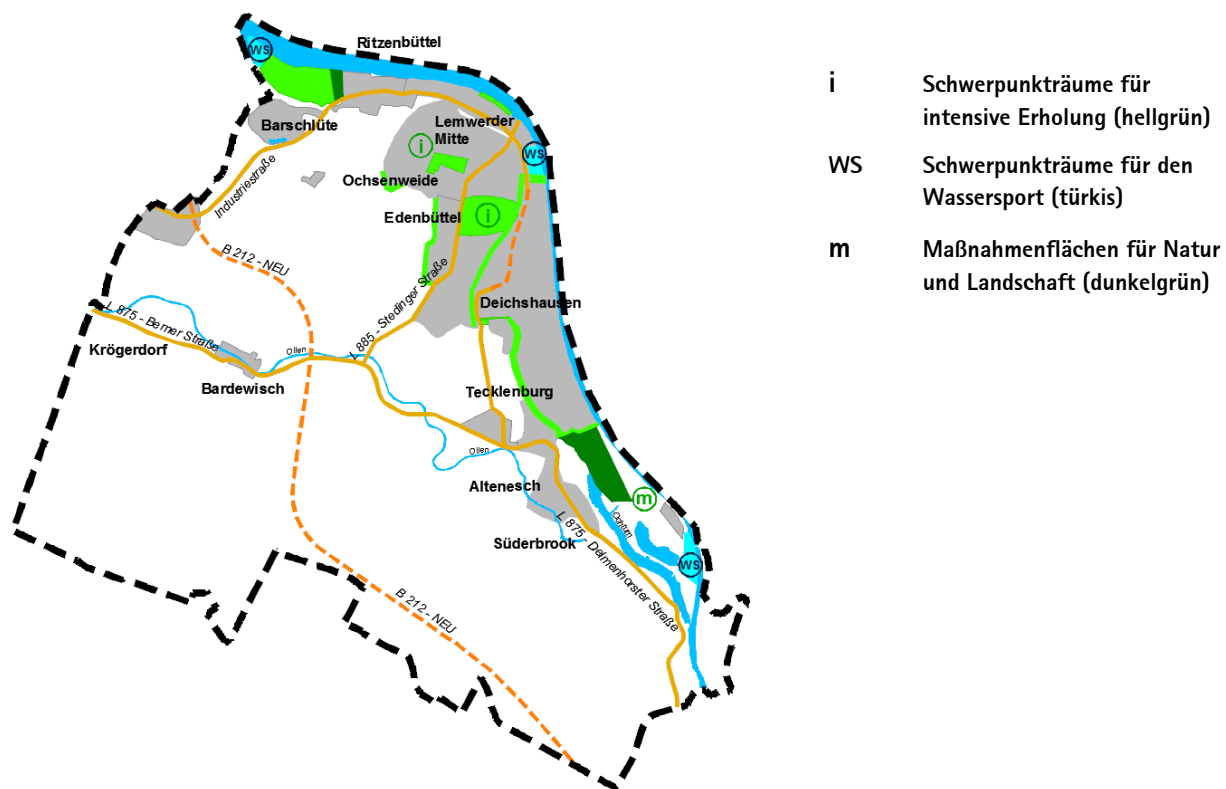 Ritzenbüttel
WS
Barschlüte
Lemwerder
Mitte
i
WS
Ochsenweide
Industriestraße
Edenbüttel
i
B 212 - NEU
L 885 - Stedinger Straße
Deichshausen
L 875 - Berner Straße
Krögerdorf
Ollen
Bardewisch
Tecklenburg
Ollen
Altenesch
m
Ochtum
Süderbrook
L 875 - Delmenhorster Straße
WS
B 212 - NEU
i Schwerpunkträume für
intensive Erholung (hellgrün)
WS Schwerpunkträume für den
Wassersport (türkis)
m Maßnahmenflächen für Natur
und Landschaft (dunkelgrün)